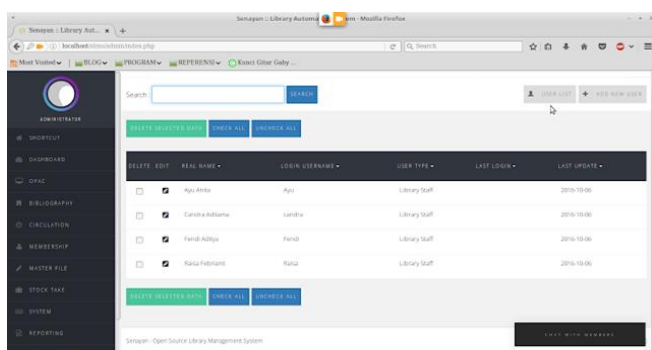 Senayan :: Library Automa em - Mozilla Firefox
Senayan :: Library Aut...
localhost/slims/admin/index.php
Search
Most Visited BLOG PROGRAM REFERENSI Kunci Gitar Gaby ...
Search: SEARCH USER LIST ADD NEW USER
ADMINISTRATOR
DELETE SELECTED DATA CHECK ALL UNCHECK ALL
SHORTCUT
DASHBOARD
OPAC
BIBLIOGRAPHY
CIRCULATION
MEMBERSHIP
MASTER FILE
STOCK TAKE
SYSTEM
REPORTING
DELETE EDIT REAL NAME LOGIN USERNAME USER TYPE LAST LOGIN LAST UPDATE
Ayu Anita Ayu Library Staff 2016-10-06
Candra Aditama candra Library Staff 2016-10-06
Fendi Aditya Fendi Library Staff 2016-10-06
Raisa Febrianti Raisa Library Staff 2016-10-06
DELETE SELECTED DATA CHECK ALL UNCHECK ALL
Senayan - Open Source Library Management System
CHAT WITH MEMBERS